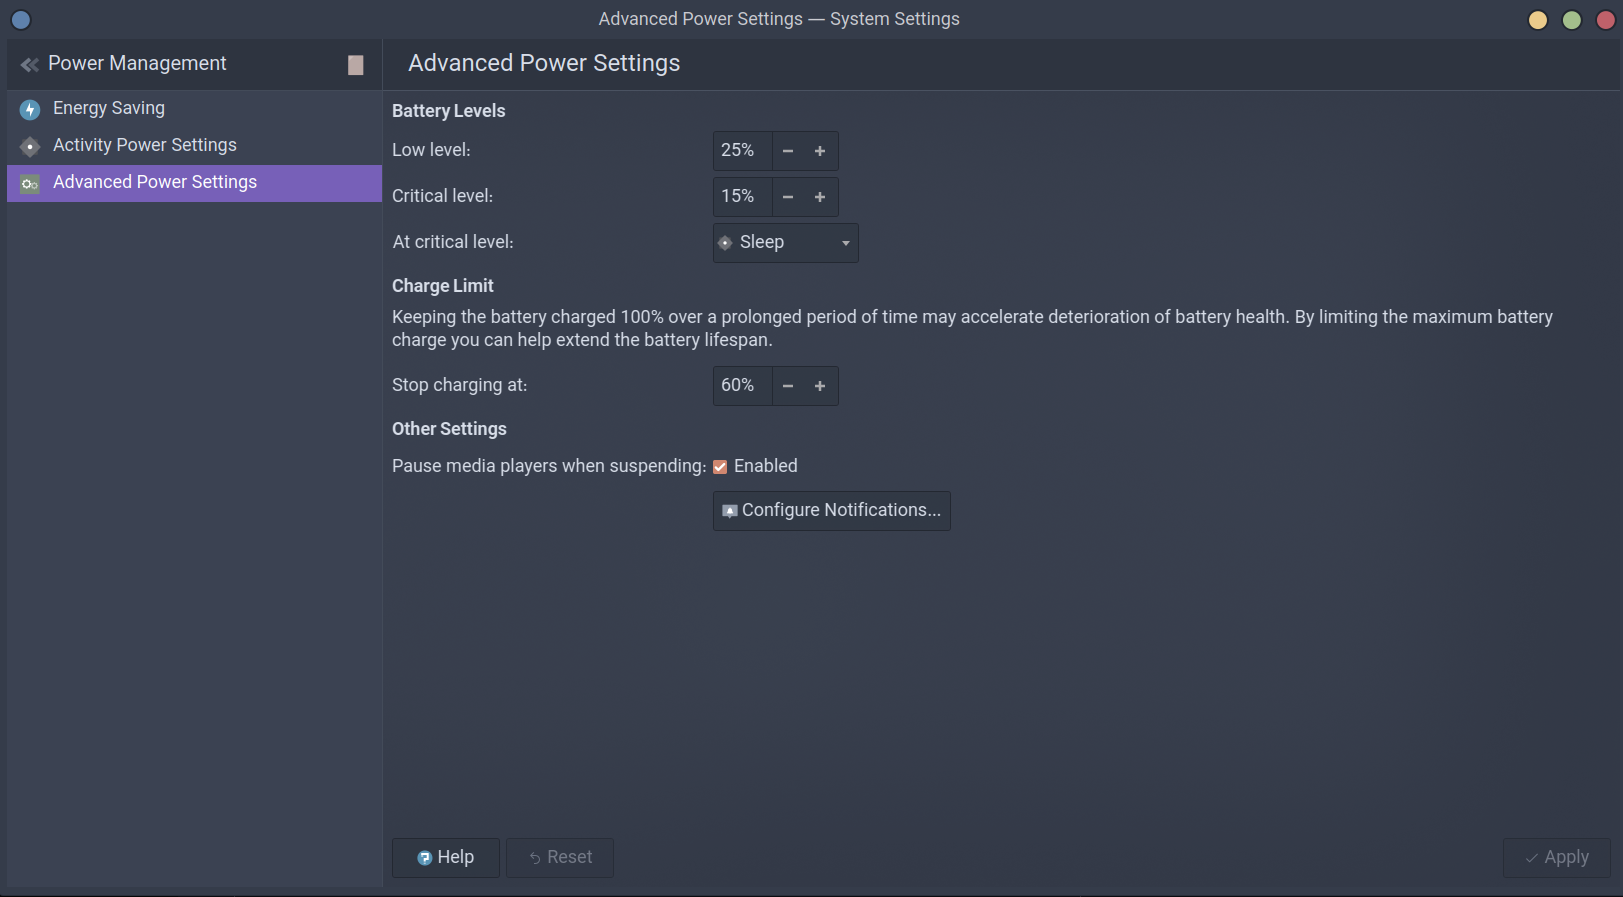 Advanced Power Settings — System Settings
Power Management
Advanced Power Settings
Energy Saving
Activity Power Settings
Advanced Power Settings
Battery Levels
Low level: 25% − +
Critical level: 15% − +
At critical level: Sleep
Charge Limit
Keeping the battery charged 100% over a prolonged period of time may accelerate deterioration of battery health. By limiting the maximum battery
charge you can help extend the battery lifespan.
Stop charging at: 60% − +
Other Settings
Pause media players when suspending: Enabled
Configure Notifications...
Help
Reset
Apply